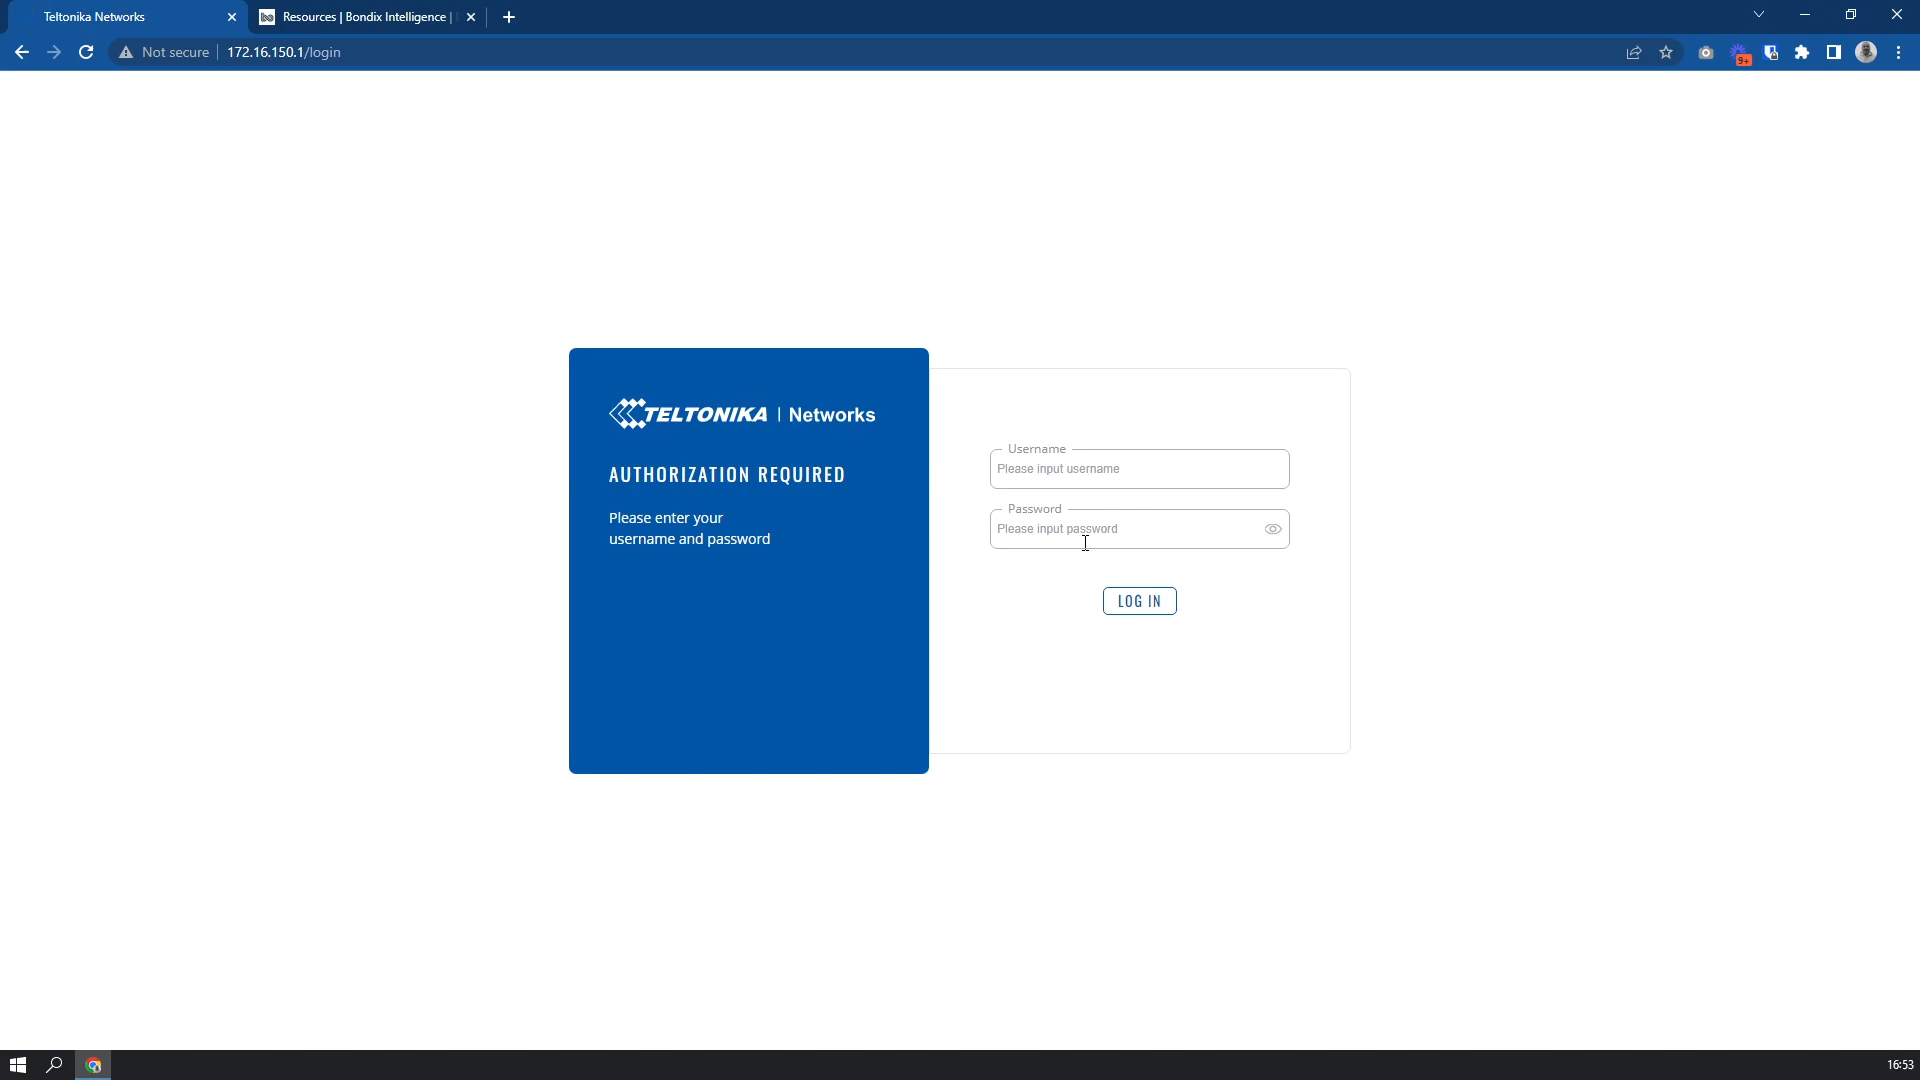 Teltonika Networks
Resources | Bondix Intelligence |
Not secure
172.16.150.1/login
9+
TELTONIKA | Networks
AUTHORIZATION REQUIRED
Please enter your
username and password
Username
Please input username
Password
Please input password
LOG IN
16:53